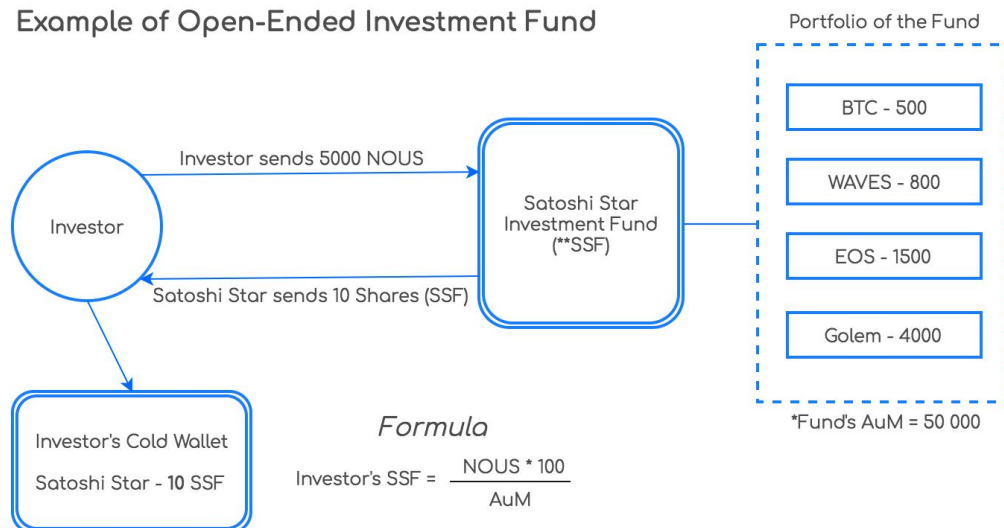 Example of Open-Ended Investment Fund
Portfolio of the Fund
BTC - 500
WAVES - 800
EOS - 1500
Golem - 4000
*Fund's AuM = 50 000
Investor sends 5000 NOUS
Investor
Satoshi Star
Investment Fund
(**SSF)
Satoshi Star sends 10 Shares (SSF)
Investor's Cold Wallet
Satoshi Star - 10 SSF
Formula
Investor's SSF =
NOUS * 100
AuM